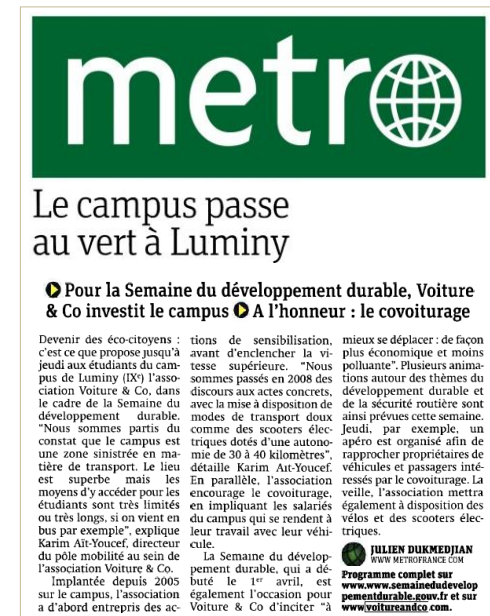 metro
Le campus passe
au vert à Luminy
Pour la Semaine du développement durable, Voiture
& Co investit le campus A l'honneur : le covoiturage
Devenir des éco-citoyens :
c'est ce que propose jusqu'à
jeudi aux étudiants du cam-
pus de Luminy (IXᵉ) l'asso-
ciation Voiture & Co, dans
le cadre de la Semaine du
développement durable.
"Nous sommes partis du
constat que le campus est
une zone sinistrée en ma-
tière de transport. Le lieu
est superbe mais les
moyens d'y accéder pour les
étudiants sont très limités
ou très longs, si on vient en
bus par exemple", explique
Karim Aït-Youcef, directeur
du pôle mobilité au sein de
l'association Voiture & Co.
Implantée depuis 2005
sur le campus, l'association
a d'abord entrepris des ac-
tions de sensibilisation,
avant d'enclencher la vi-
tesse supérieure. "Nous
sommes passés en 2008 des
discours aux actes concrets,
avec la mise à disposition de
modes de transport doux
comme des scooters élec-
triques dotés d'une autono-
mie de 30 à 40 kilomètres",
détaille Karim Aït-Youcef.
En parallèle, l'association
encourage le covoiturage,
en impliquant les salariés
du campus qui se rendent à
leur travail avec leur véhi-
cule.
La Semaine du dévelop-
pement durable, qui a dé-
buté le 1ᵉʳ avril, est
également l'occasion pour
Voiture & Co d'inciter "à
mieux se déplacer : de façon
plus économique et moins
polluante". Plusieurs anima-
tions autour des thèmes du
développement durable et
de la sécurité routière sont
ainsi prévues cette semaine.
Jeudi, par exemple, un
apéro est organisé afin de
rapprocher propriétaires de
véhicules et passagers inté-
ressés par le covoiturage. La
veille, l'association mettra
également à disposition des
vélos et des scooters élec-
triques.
JULIEN DUKMEDJIAN
WWW.METROFRANCE.COM
Programme complet sur
www.www.semainedudevelop
pementdurable.gouv.fr et sur
www.voitureandco.com.